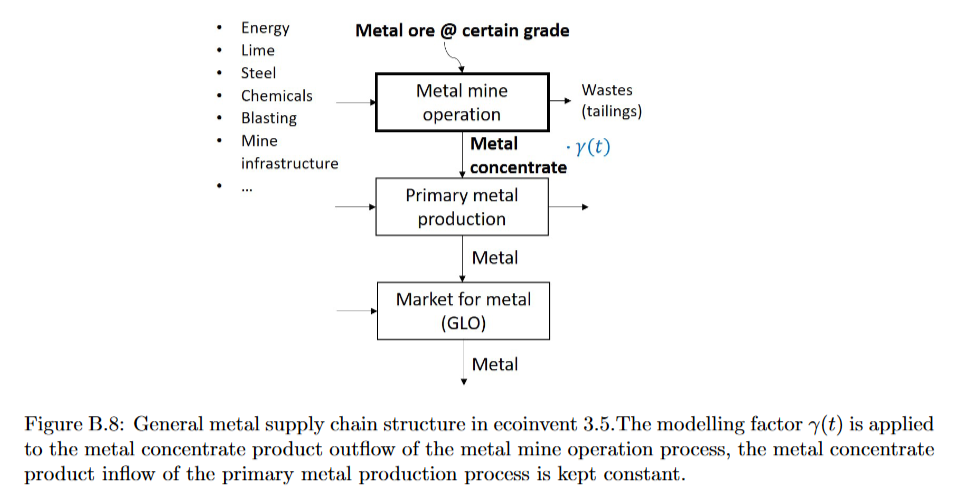 • Energy
• Lime
• Steel
• Chemicals
• Blasting
• Mine
infrastructure
• ...
Metal ore @ certain grade
Metal mine
operation
Wastes
(tailings)
Metal
concentrate
· γ(t)
Primary metal
production
Metal
Market for metal
(GLO)
Metal
Figure B.8: General metal supply chain structure in ecoinvent 3.5.The modelling factor γ(t) is applied
to the metal concentrate product outflow of the metal mine operation process, the metal concentrate
product inflow of the primary metal production process is kept constant.